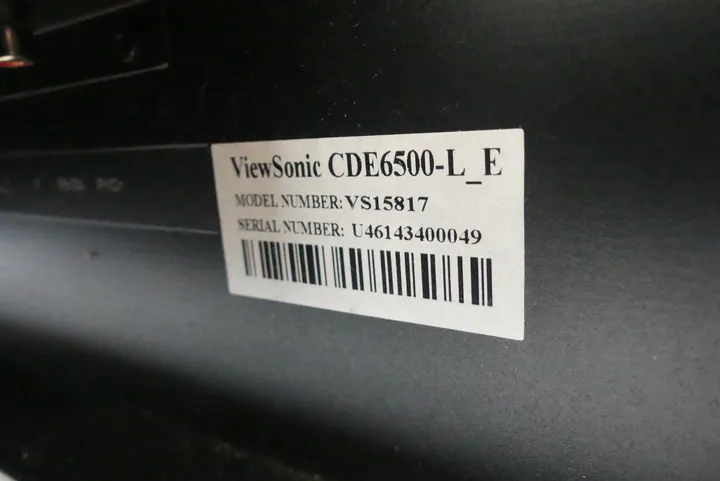 ViewSonic CDE6500-L_E
MODEL NUMBER: VS15817
SERIAL NUMBER: U46143400049